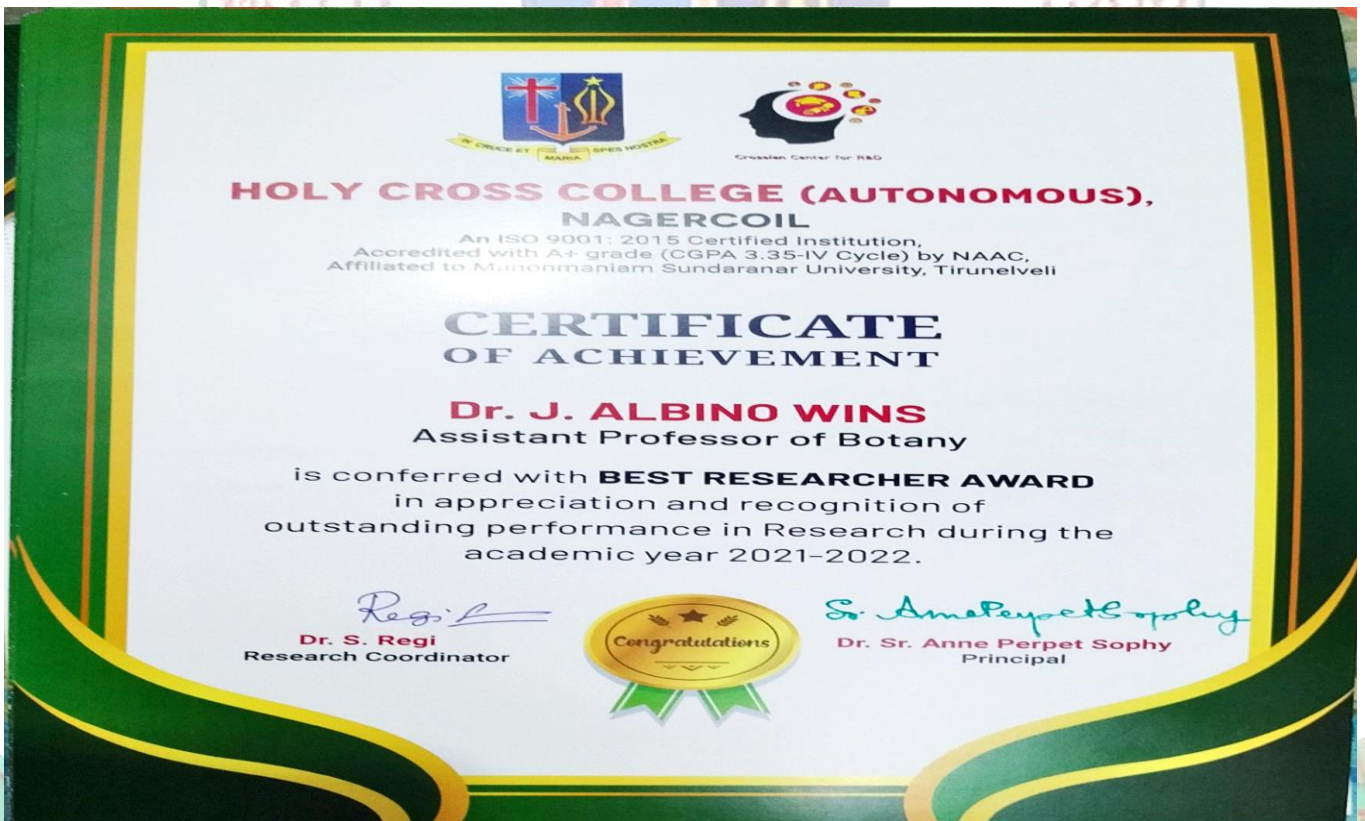 IN CRUCE ET MARIA SPES NOSTRA
Crossian Center for R&D
HOLY CROSS COLLEGE (AUTONOMOUS),
NAGERCOIL
An ISO 9001: 2015 Certified Institution,
Accredited with A+ grade (CGPA 3.35-IV Cycle) by NAAC,
Affiliated to Manonmaniam Sundaranar University, Tirunelveli
CERTIFICATE
OF ACHIEVEMENT
Dr. J. ALBINO WINS
Assistant Professor of Botany
is conferred with BEST RESEARCHER AWARD
in appreciation and recognition of
outstanding performance in Research during the
academic year 2021-2022.
Regi
Sr. Anne Perpet Sophy
Congratulations
Dr. S. Regi
Research Coordinator
Dr. Sr. Anne Perpet Sophy
Principal